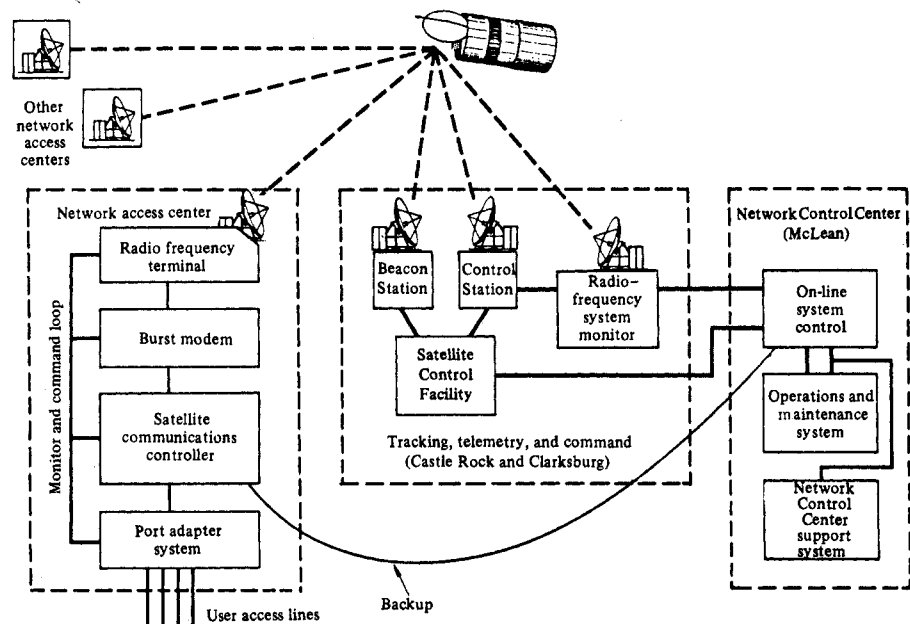 Other
network
access
centers
Network access center
Radio frequency
terminal
Burst modem
Satellite
communications
controller
Port adapter
system
Monitor and command loop
User access lines
Beacon
Station
Control
Station
Radio-
frequency
system
monitor
Satellite
Control
Facility
Tracking, telemetry, and command
(Castle Rock and Clarksburg)
Backup
Network Control Center
(McLean)
On-line
system
control
Operations and
maintenance
system
Network
Control
Center
support
system